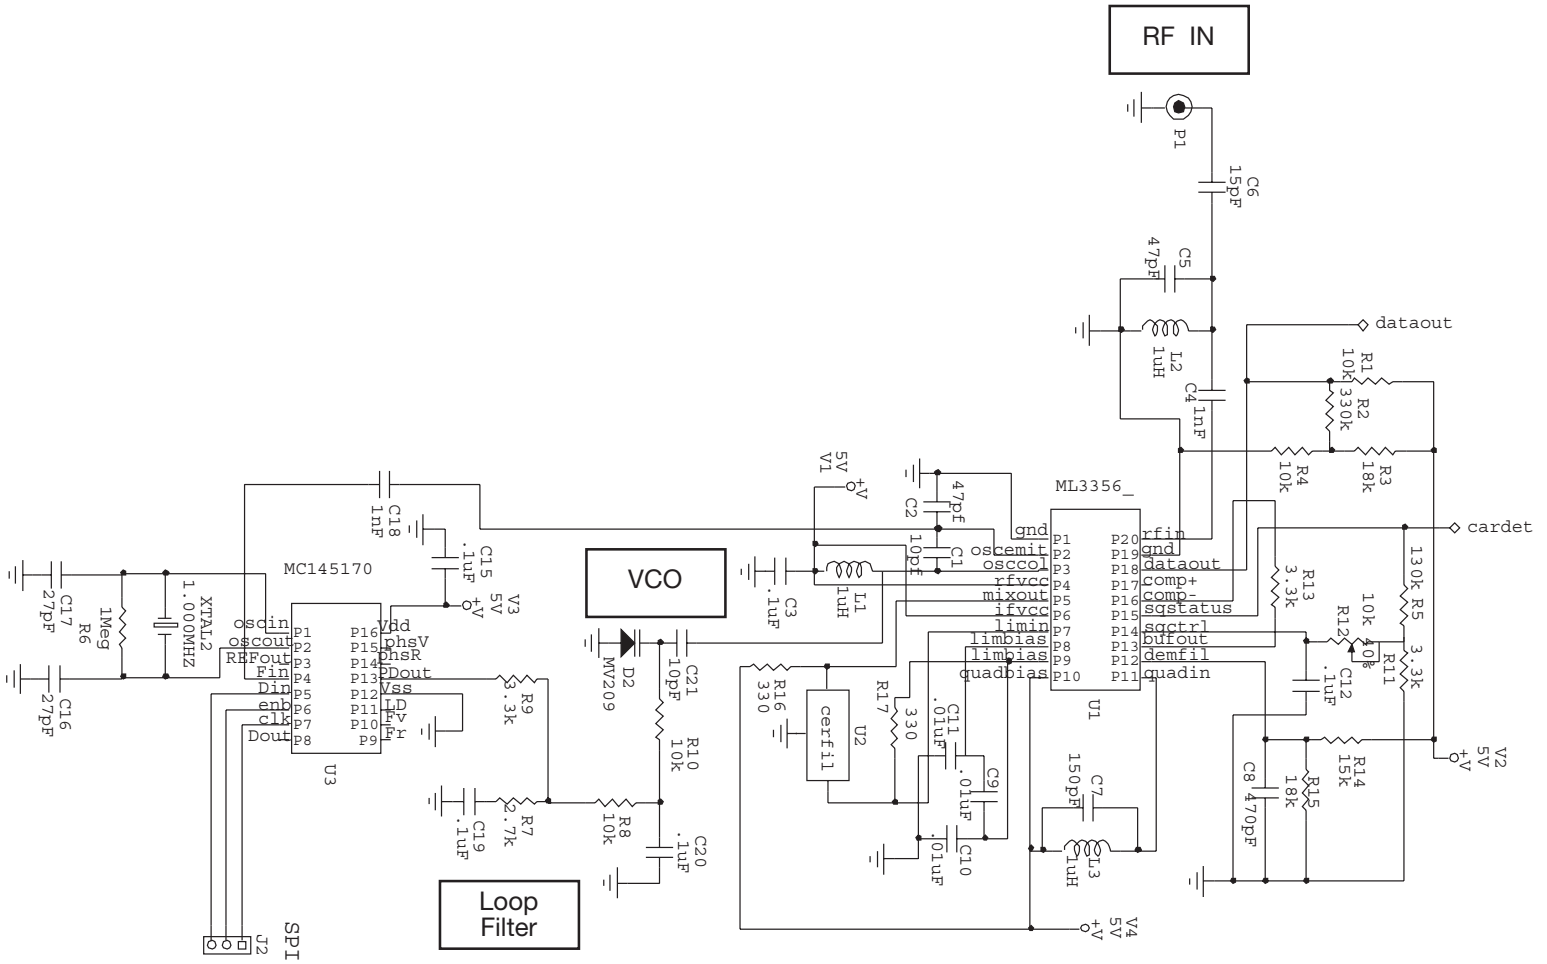 RF IN
P1
C6
15pF
C5
47pF
L2
1uH
C4
1nF
dataout
R1
10k
R2
330k
R3
18k
R4
10k
V1
5V
+V
C2
47pf
C1
10pf
L1
1uH
C3
.1uF
ML3356_
gnd
oscemit
osccol
rfvcc
mixout
ifvcc
limin
limbias
limbias
quadbias
P1
P2
P3
P4
P5
P6
P7
P8
P9
P10
P20
P19
P18
P17
P16
P15
P14
P13
P12
P11
rfin
gnd
dataout
comp+
comp-
sqstatus
sqctrl
bufout
demfil
quadin
U1
cardet
R13
3.3k
R5
130k
R12
10k 40%
R11
3.3k
C12
.1uF
R14
15k
R15
18k
C8
470pF
V2
5V
+V
C18
1nF
C15
.1uF
V3
5V
+V
MC145170
oscin
oscout
REFout
Fin
Din
enb
clk
Dout
P1
P2
P3
P4
P5
P6
P7
P8
P16
P15
P14
P13
P12
P11
P10
P9
Vdd
phsV
phsR
PDout
Vss
LD
Fv
Fr
U3
C17
27pF
R6
1Meg
XTAL2
1.000MHZ
C16
27pF
VCO
D2
MV209
C21
10pF
R9
3.3k
R10
10k
R7
2.7k
R8
10k
C19
.1uF
C20
.1uF
Loop
Filter
R16
330
U2
cerfil
R17
330
C11
.01uF
C9
.01uF
C10
.01uF
C7
150pF
L3
1uH
V4
5V
+V
SPI
J2